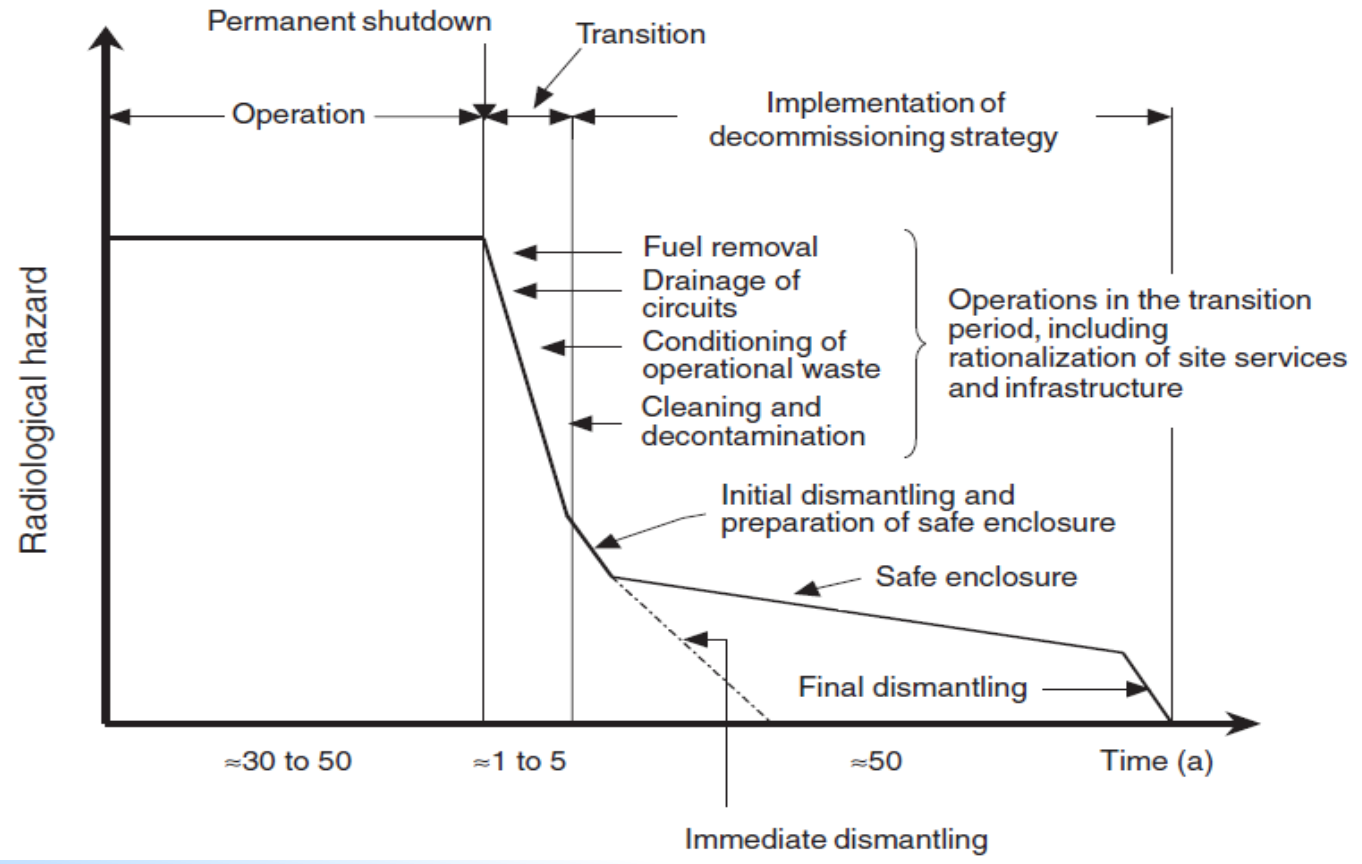 Permanent shutdown
Transition
Operation
Implementation of
decommissioning strategy
Radiological hazard
Fuel removal
Drainage of
circuits
Conditioning of
operational waste
Cleaning and
decontamination
Operations in the transition
period, including
rationalization of site services
and infrastructure
Initial dismantling and
preparation of safe enclosure
Safe enclosure
Final dismantling
≈30 to 50
≈1 to 5
≈50
Time (a)
Immediate dismantling